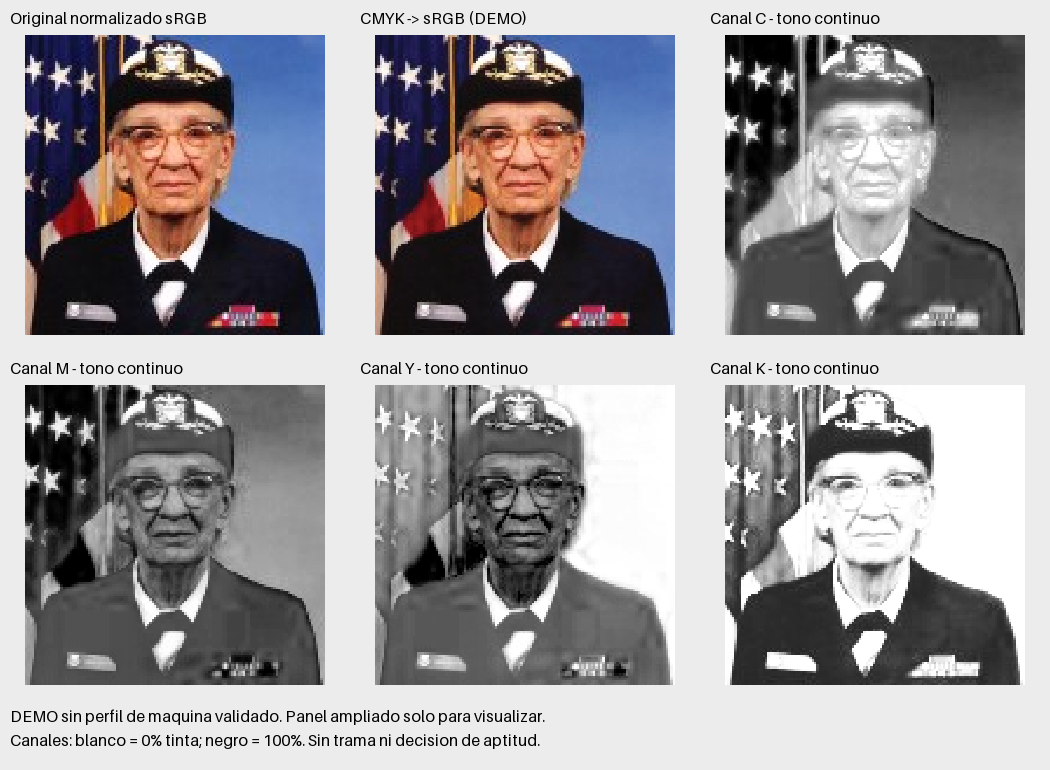 Original normalizado sRGB
CMYK -> sRGB (DEMO)
Canal C - tono continuo
Canal M - tono continuo
Canal Y - tono continuo
Canal K - tono continuo
DEMO sin perfil de maquina validado. Panel ampliado solo para visualizar.
Canales: blanco = 0% tinta; negro = 100%. Sin trama ni decision de aptitud.